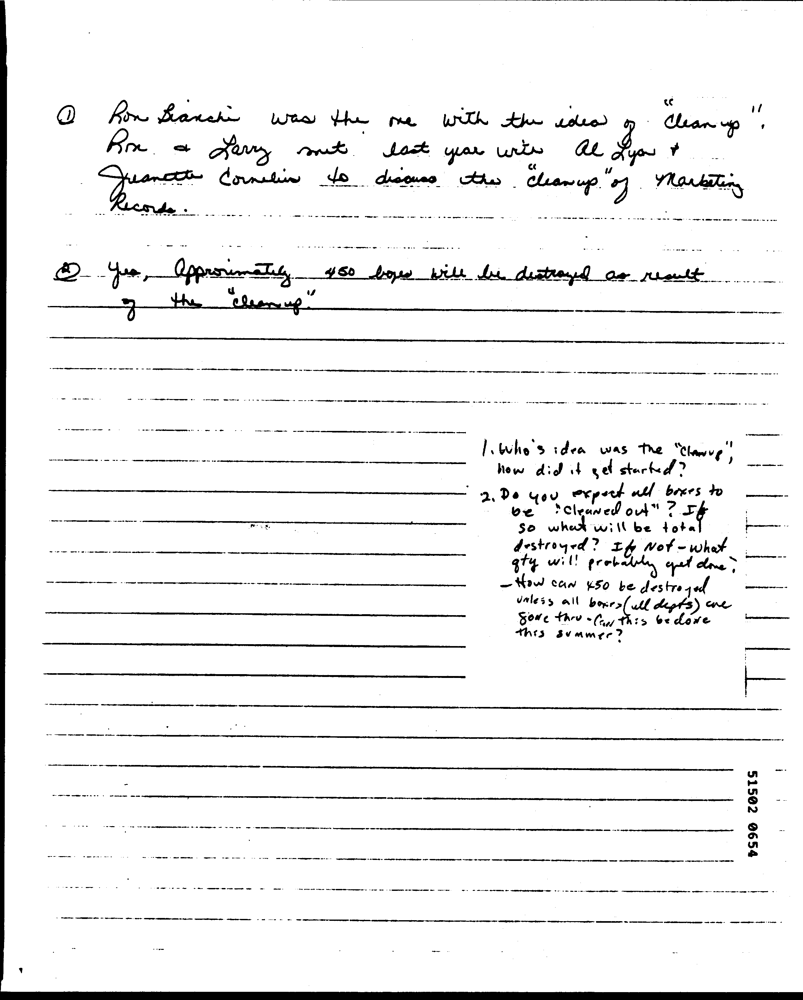 ① Ron Bianchi was the one with the idea of "Clean up".
Ron & Larry met last year with Al Lyon +
Jeanette Cornelius to discuss the "cleanup" of Marketing
Records.
② Yes, Approximately 450 boxes will be destroyed as result
of the "cleanup"
1. Who's idea was the "Cleanup",
how did it get started?
2. Do you expect all boxes to
be "Cleaned out"? If
so what will be total
destroyed? If Not - what
qty will probably get done?
- How can 450 be destroyed
unless all boxes (all depts) are
gone thru - Can this be done
this summer?
51502 0654